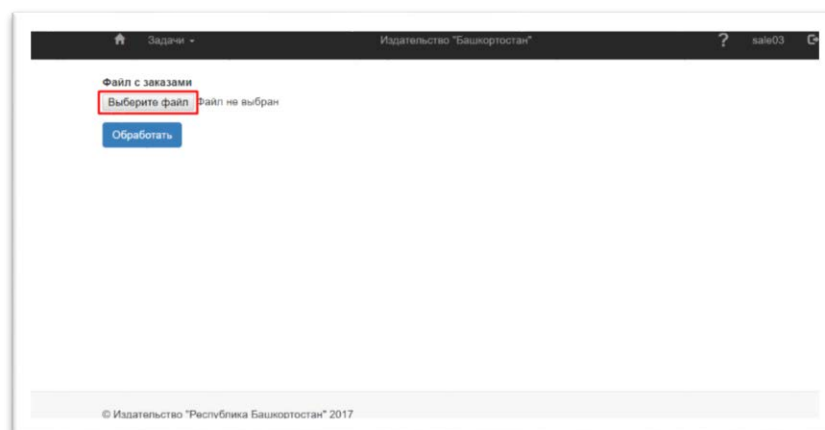 Задачи Издательство "Башкортостан" ? sale03
Файл с заказами
Выберите файл Файл не выбран
Обработать
© Издательство "Республика Башкортостан" 2017